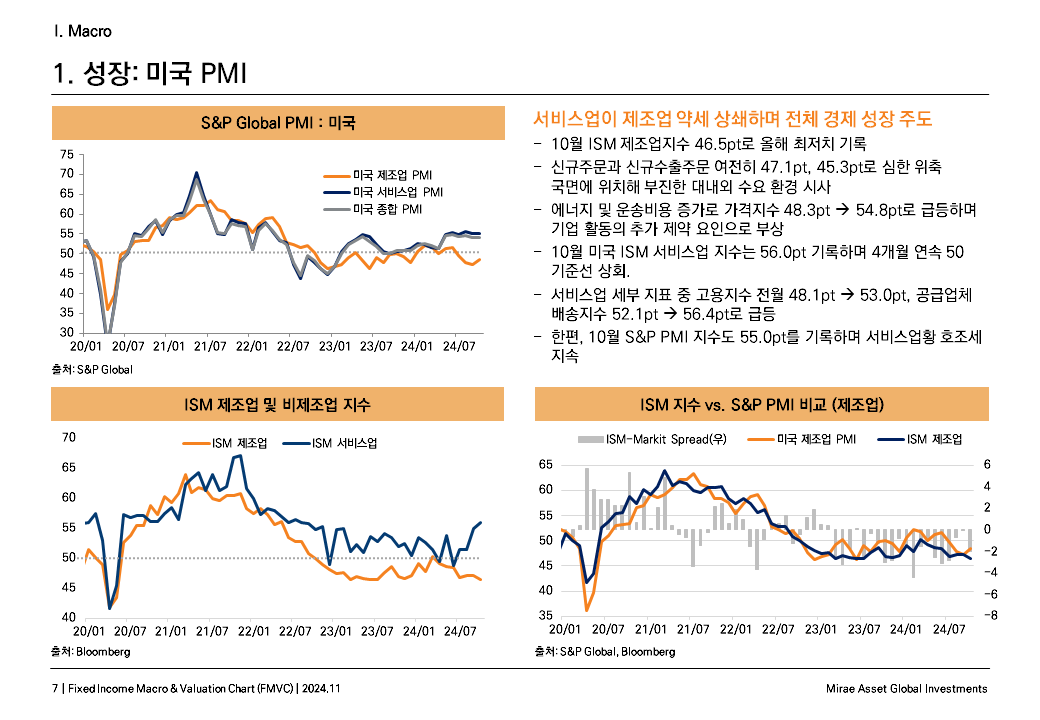 I. Macro
1. 성장: 미국 PMI
S&P Global PMI : 미국
75
70
65
60
55
50
45
40
35
30
미국 제조업 PMI
미국 서비스업 PMI
미국 종합 PMI
20/01 20/07 21/01 21/07 22/01 22/07 23/01 23/07 24/01 24/07
출처: S&P Global
서비스업이 제조업 약세 상쇄하며 전체 경제 성장 주도
– 10월 ISM 제조업지수 46.5pt로 올해 최저치 기록
– 신규주문과 신규수출주문 여전히 47.1pt, 45.3pt로 심한 위축
국면에 위치해 부진한 대내외 수요 환경 시사
– 에너지 및 운송비용 증가로 가격지수 48.3pt → 54.8pt로 급등하며
기업 활동의 추가 제약 요인으로 부상
– 10월 미국 ISM 서비스업 지수는 56.0pt 기록하며 4개월 연속 50
기준선 상회.
– 서비스업 세부 지표 중 고용지수 전월 48.1pt → 53.0pt, 공급업체
배송지수 52.1pt → 56.4pt로 급등
– 한편, 10월 S&P PMI 지수도 55.0pt를 기록하며 서비스업황 호조세
지속
ISM 제조업 및 비제조업 지수
ISM 제조업 ISM 서비스업
70
65
60
55
50
45
40
20/01 20/07 21/01 21/07 22/01 22/07 23/01 23/07 24/01 24/07
출처: Bloomberg
ISM 지수 vs. S&P PMI 비교 (제조업)
ISM-Markit Spread(우) 미국 제조업 PMI ISM 제조업
65
60
55
50
45
40
35
6
4
2
0
−2
−4
−6
−8
20/01 20/07 21/01 21/07 22/01 22/07 23/01 23/07 24/01 24/07
출처: S&P Global, Bloomberg
7 | Fixed Income Macro & Valuation Chart (FMVC) | 2024.11
Mirae Asset Global Investments